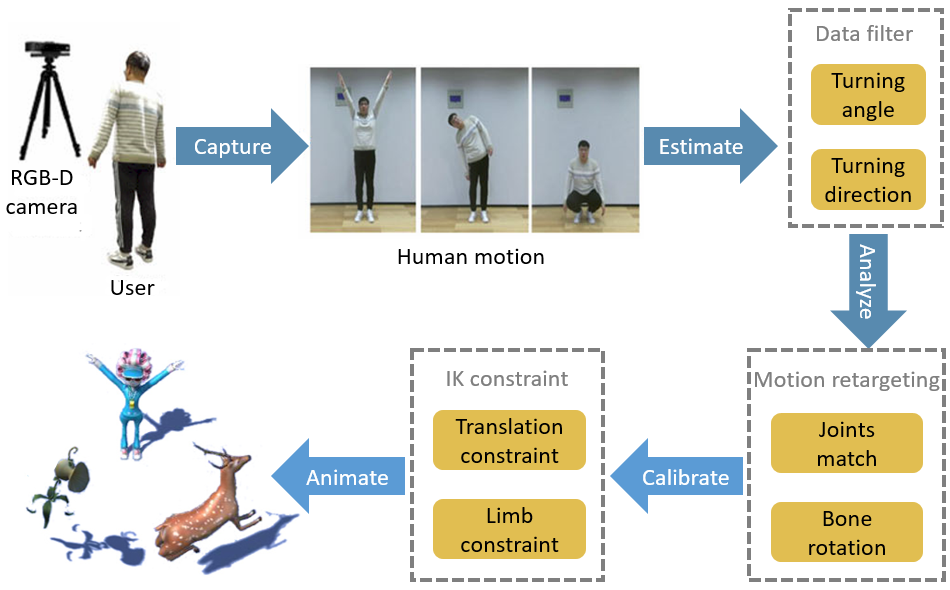 RGB-D
camera
User
Capture
Human motion
Estimate
Data filter
Turning
angle
Turning
direction
Analyze
Motion retargeting
Joints
match
Bone
rotation
Calibrate
IK constraint
Translation
constraint
Limb
constraint
Animate